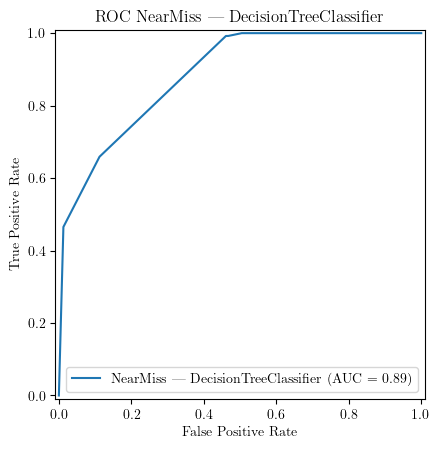 ROC NearMiss — DecisionTreeClassifier
1.0
0.8
0.6
0.4
0.2
0.0
True Positive Rate
NearMiss — DecisionTreeClassifier (AUC = 0.89)
0.0 0.2 0.4 0.6 0.8 1.0
False Positive Rate